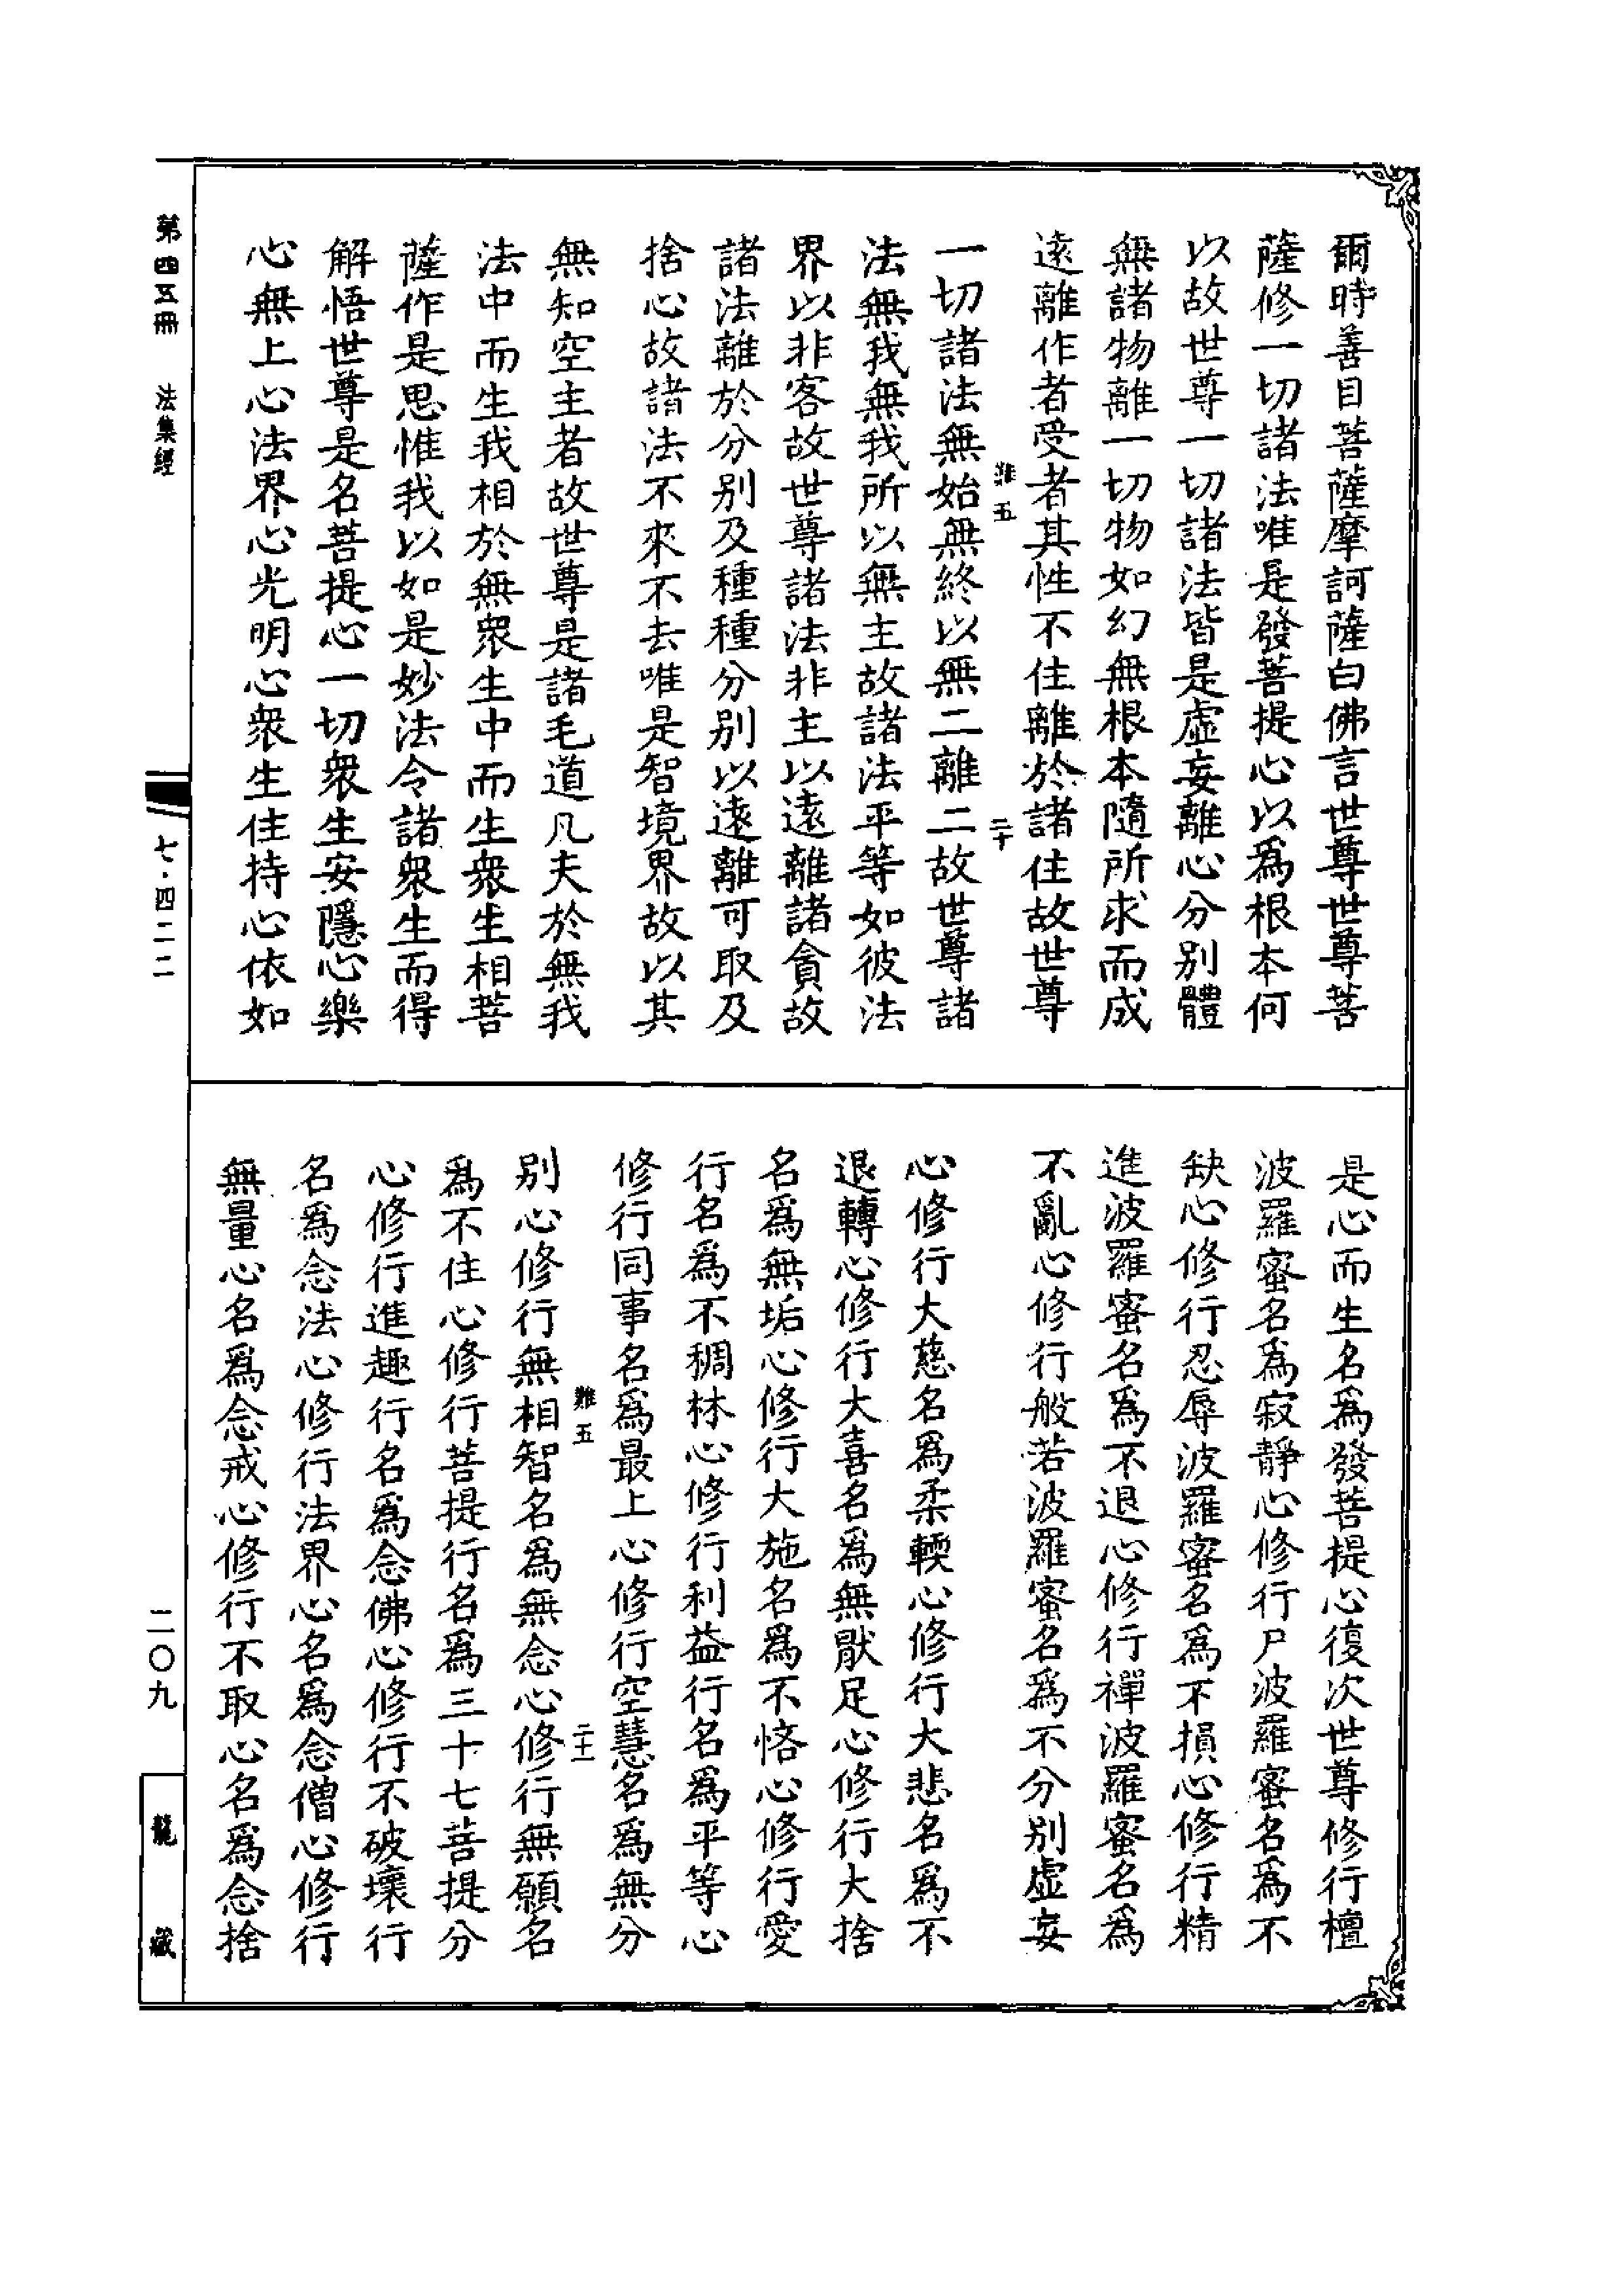 爾時善目菩薩摩訶薩白佛言世尊世尊菩
薩修一切諸法唯是發菩提心以爲根本何
以故世尊一切諸法皆是虛妄離心分別體
無諸物離一切物如幻無根本隨所求而成
遠離作者受者其性不住離於諸住故世尊
難五 二十
一切諸法無始無終以無二離二故世尊諸
法無我無我所以無主故諸法平等如彼法
界以非客故世尊諸法非主以遠離諸貪故
諸法離於分別及種種分別以遠離可取及
捨心故諸法不來不去唯是智境界故以其
無知空主者故世尊是諸毛道凡夫於無我
法中而生我相於無眾生中而生眾生相菩
薩作是思惟我以如是妙法令諸眾生而得
解悟世尊是名菩提心一切眾生安隱心樂
心無上心法界心光明心眾生住持心依如
是心而生名爲發菩提心復次世尊修行檀
波羅蜜名爲寂靜心修行尸波羅蜜名爲不
缺心修行忍辱波羅蜜名爲不損心修行精
進波羅蜜名爲不退心修行禪波羅蜜名爲
不亂心修行般若波羅蜜名爲不分別虛妄
心修行大慈名爲柔輭心修行大悲名爲不
退轉心修行大喜名爲無猒足心修行大捨
名爲無垢心修行大施名爲不悋心修行愛
行名爲不稠林心修行利益行名爲平等心
修行同事名爲最上心修行空慧名爲無分
難五 二十一
別心修行無相智名爲無念心修行無願名
爲不住心修行菩提行名爲三十七菩提分
心修行進趣行名爲念佛心修行不破壞行
名爲念法心修行法界心名爲念僧心修行
無量心名爲念戒心修行不取心名爲念捨
第四五冊 法集經
七·四二二
二〇九
龍藏